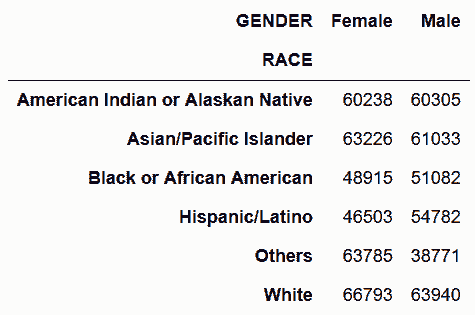 GENDER Female Male
RACE
American Indian or Alaskan Native 60238 60305
Asian/Pacific Islander 63226 61033
Black or African American 48915 51082
Hispanic/Latino 46503 54782
Others 63785 38771
White 66793 63940